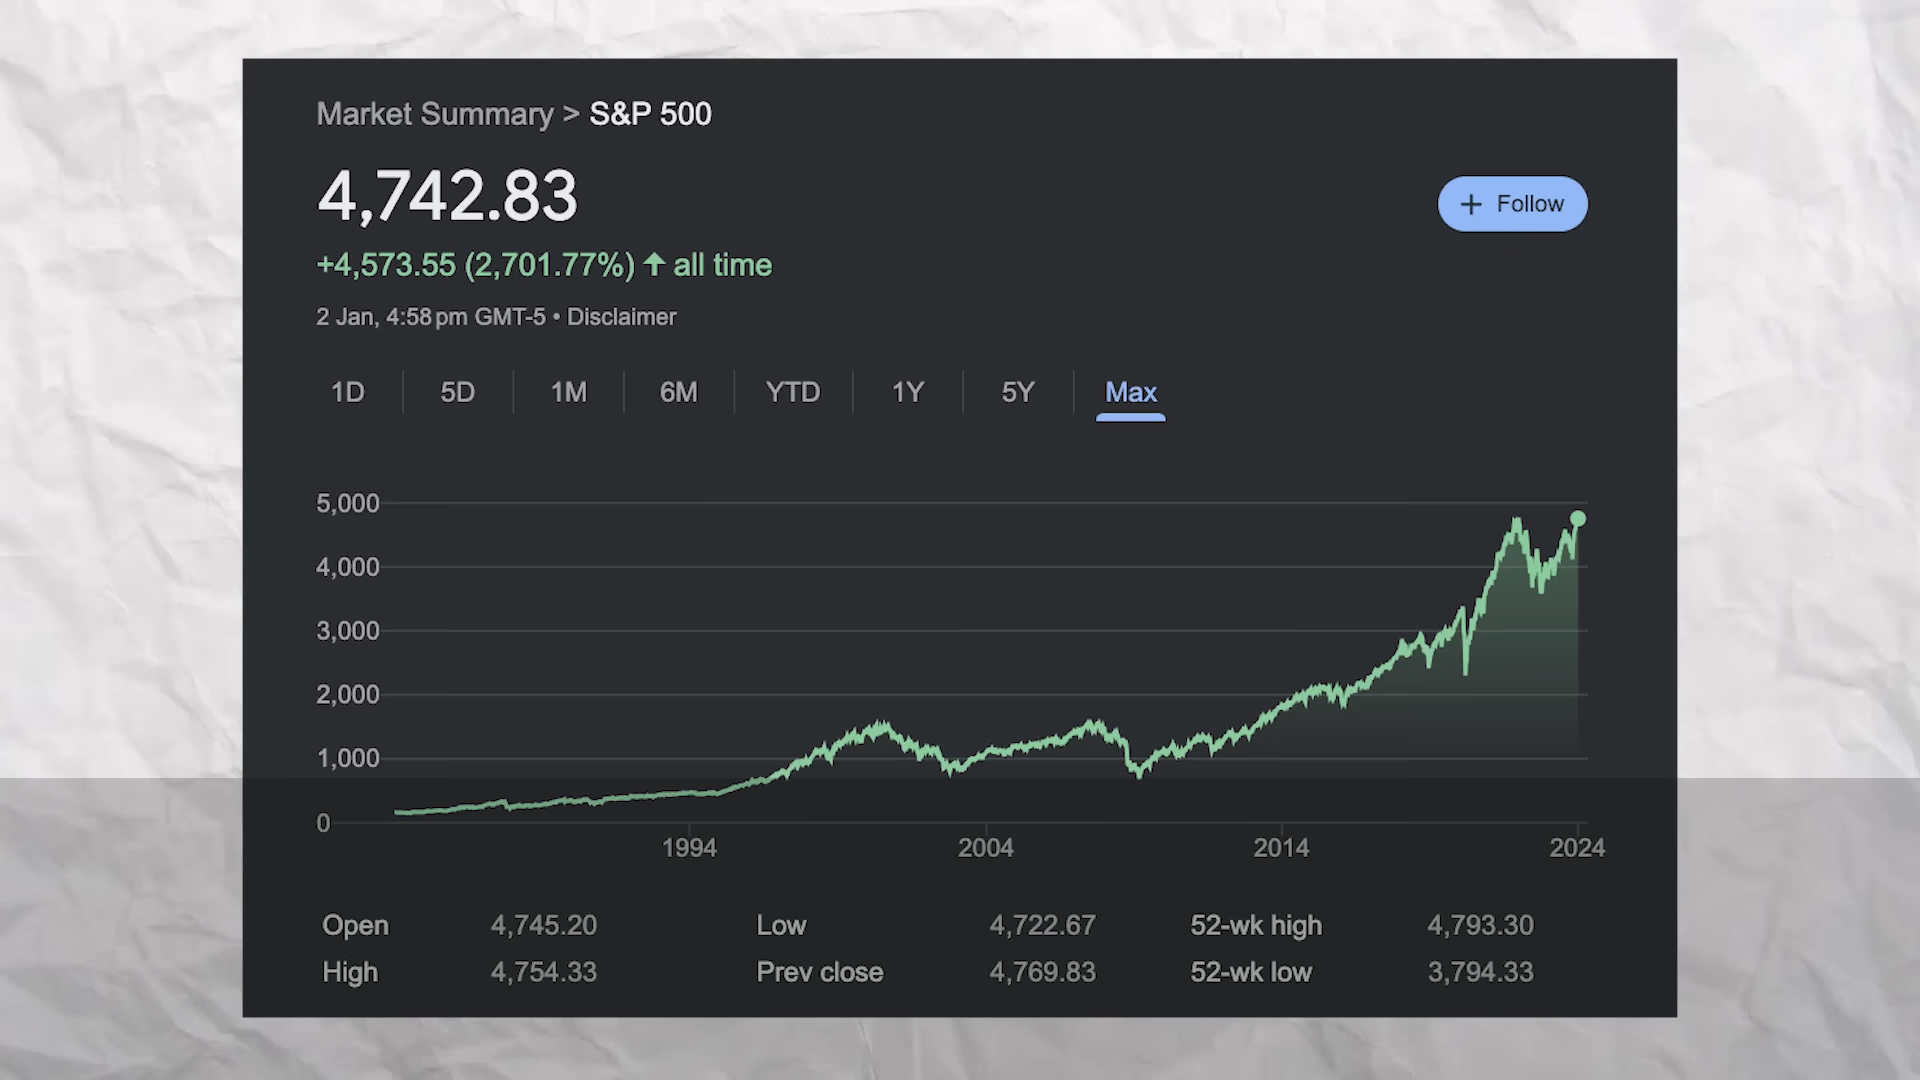 Market Summary > S&P 500
4,742.83
+ Follow
+4,573.55 (2,701.77%) ↑ all time
2 Jan, 4:58 pm GMT-5 • Disclaimer
1D 5D 1M 6M YTD 1Y 5Y Max
5,000
4,000
3,000
2,000
1,000
0
1994 2004 2014 2024
Open 4,745.20 Low 4,722.67 52-wk high 4,793.30
High 4,754.33 Prev close 4,769.83 52-wk low 3,794.33